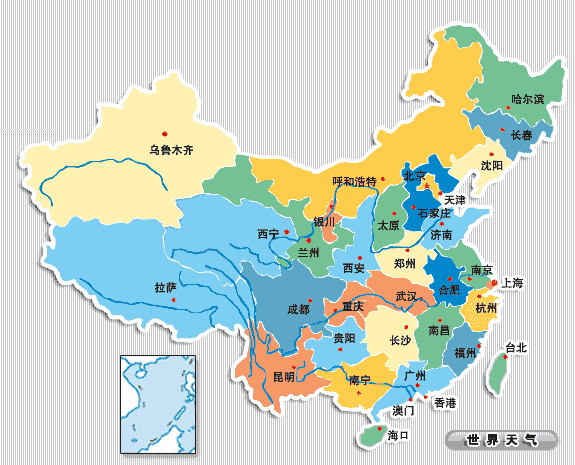 哈尔滨
长春
乌鲁木齐
沈阳
北京
呼和浩特
天津
石家庄
银川
太原
济南
西宁
兰州
西安
郑州
南京
上海
拉萨
合肥
武汉
杭州
成都
重庆
南昌
贵阳
长沙
福州
台北
昆明
南宁
广州
香港
澳门
海口
世界天气